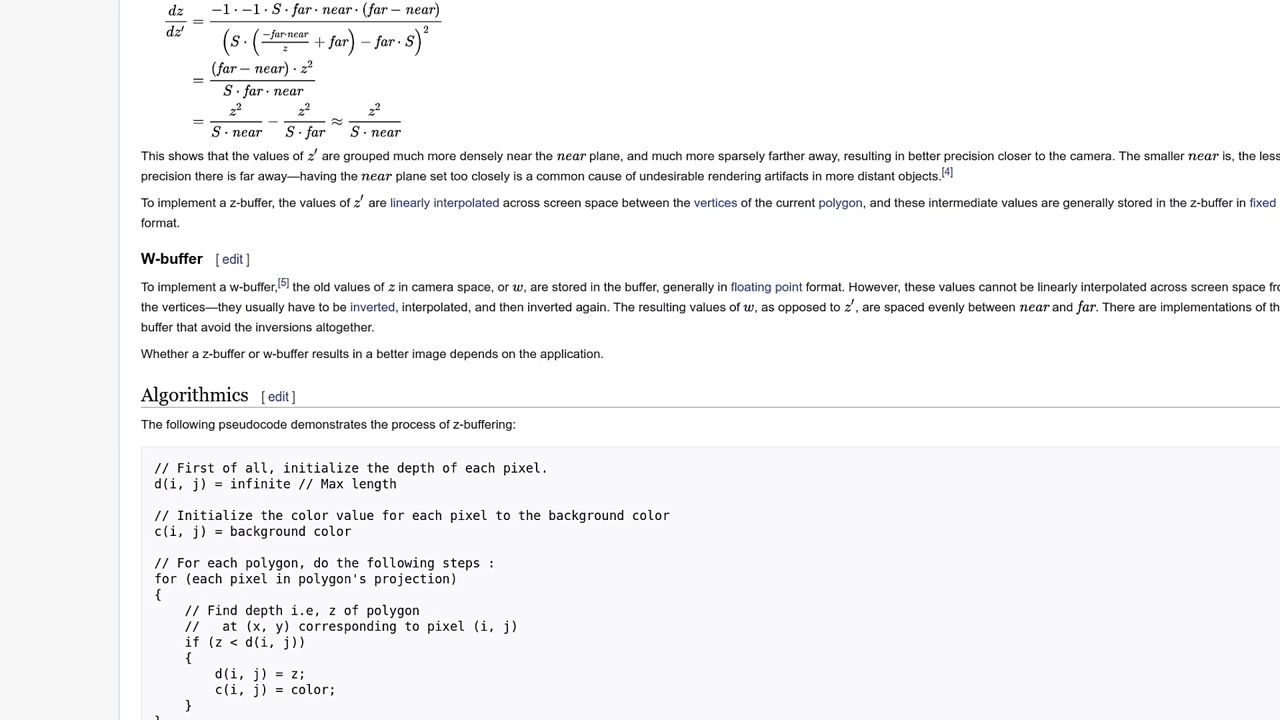 dz/dz′ = −1 · −1 · S · far · near · (far − near) / (S · (−far·near/z + far) − far · S)²
= (far − near) · z² / S · far · near
= z²/S · near − z²/S · far ≈ z²/S · near
This shows that the values of z′ are grouped much more densely near the near plane, and much more sparsely farther away, resulting in better precision closer to the camera. The smaller near is, the less
precision there is far away—having the near plane set too closely is a common cause of undesirable rendering artifacts in more distant objects.[4]
To implement a z-buffer, the values of z′ are linearly interpolated across screen space between the vertices of the current polygon, and these intermediate values are generally stored in the z-buffer in fixed
format.
W-buffer [ edit ]
To implement a w-buffer,[5] the old values of z in camera space, or w, are stored in the buffer, generally in floating point format. However, these values cannot be linearly interpolated across screen space
the vertices—they usually have to be inverted, interpolated, and then inverted again. The resulting values of w, as opposed to z′, are spaced evenly between near and far. There are implementations of
buffer that avoid the inversions altogether.
Whether a z-buffer or w-buffer results in a better image depends on the application.
Algorithmics [ edit ]
The following pseudocode demonstrates the process of z-buffering:
// First of all, initialize the depth of each pixel.
d(i, j) = infinite // Max length
// Initialize the color value for each pixel to the background color
c(i, j) = background color
// For each polygon, do the following steps :
for (each pixel in polygon's projection)
{
// Find depth i.e, z of polygon
//   at (x, y) corresponding to pixel (i, j)
if (z < d(i, j))
{
d(i, j) = z;
c(i, j) = color;
}